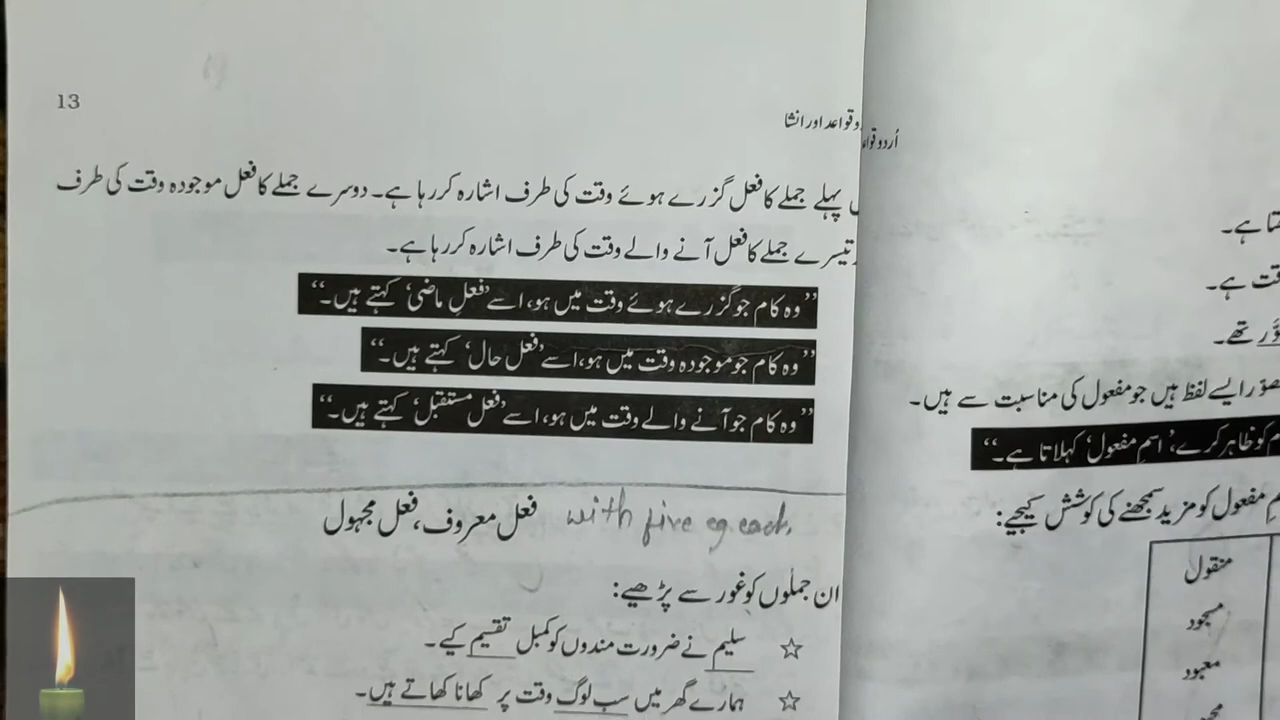 13
وقواعد اور انشا
پہلے جملے کا فعل گزرے ہوئے وقت کی طرف اشارہ کر رہا ہے۔ دوسرے جملے کا فعل موجودہ وقت کی طرف
تیسرے جملے کا فعل آنے والے وقت کی طرف اشارہ کر رہا ہے۔
”وہ کام جو گزرے ہوئے وقت میں ہو، اسے ’فعلِ ماضی‘ کہتے ہیں۔“
”وہ کام جو موجودہ وقت میں ہو، اسے ’فعل حال‘ کہتے ہیں۔“
”وہ کام جو آنے والے وقت میں ہو، اسے ’فعل مستقبل‘ کہتے ہیں۔“
فعل معروف، فعل مجہول with five eg each.
ان جملوں کو غور سے پڑھیے:
☆ سلیم نے ضرورت مندوں کو کمبل تقسیم کیے۔
☆ ہمارے گھر میں سب لوگ وقت پر کھانا کھاتے ہیں۔
اُردو قواع
ہے۔
ہے۔
تھے۔
ایسے لفظ ہیں جو مفعول کی مناسبت سے ہیں۔
کو ظاہر کرے، ’اسمِ مفعول‘ کہلاتا ہے۔“
مفعول کو مزید سمجھنے کی کوشش کیجیے:
منقول
مسجود
معبود